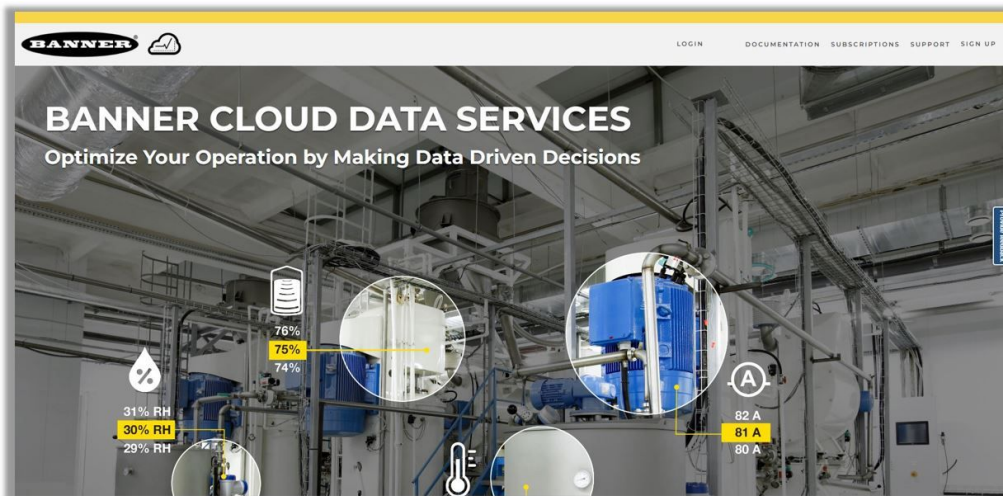 BANNER
LOGIN DOCUMENTATION SUBSCRIPTIONS SUPPORT SIGN UP
BANNER CLOUD DATA SERVICES
Optimize Your Operation by Making Data Driven Decisions
76%
75%
74%
%
31% RH
30% RH
29% RH
A
82 A
81 A
80 A